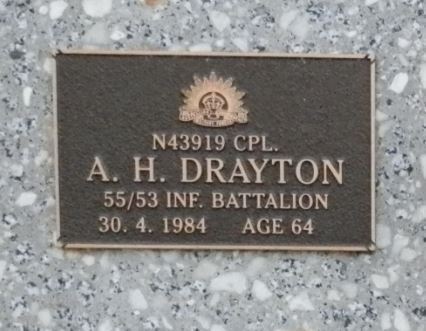 N43919 CPL.
A. H. DRAYTON
55/53 INF. BATTALION
30. 4. 1984 AGE 64